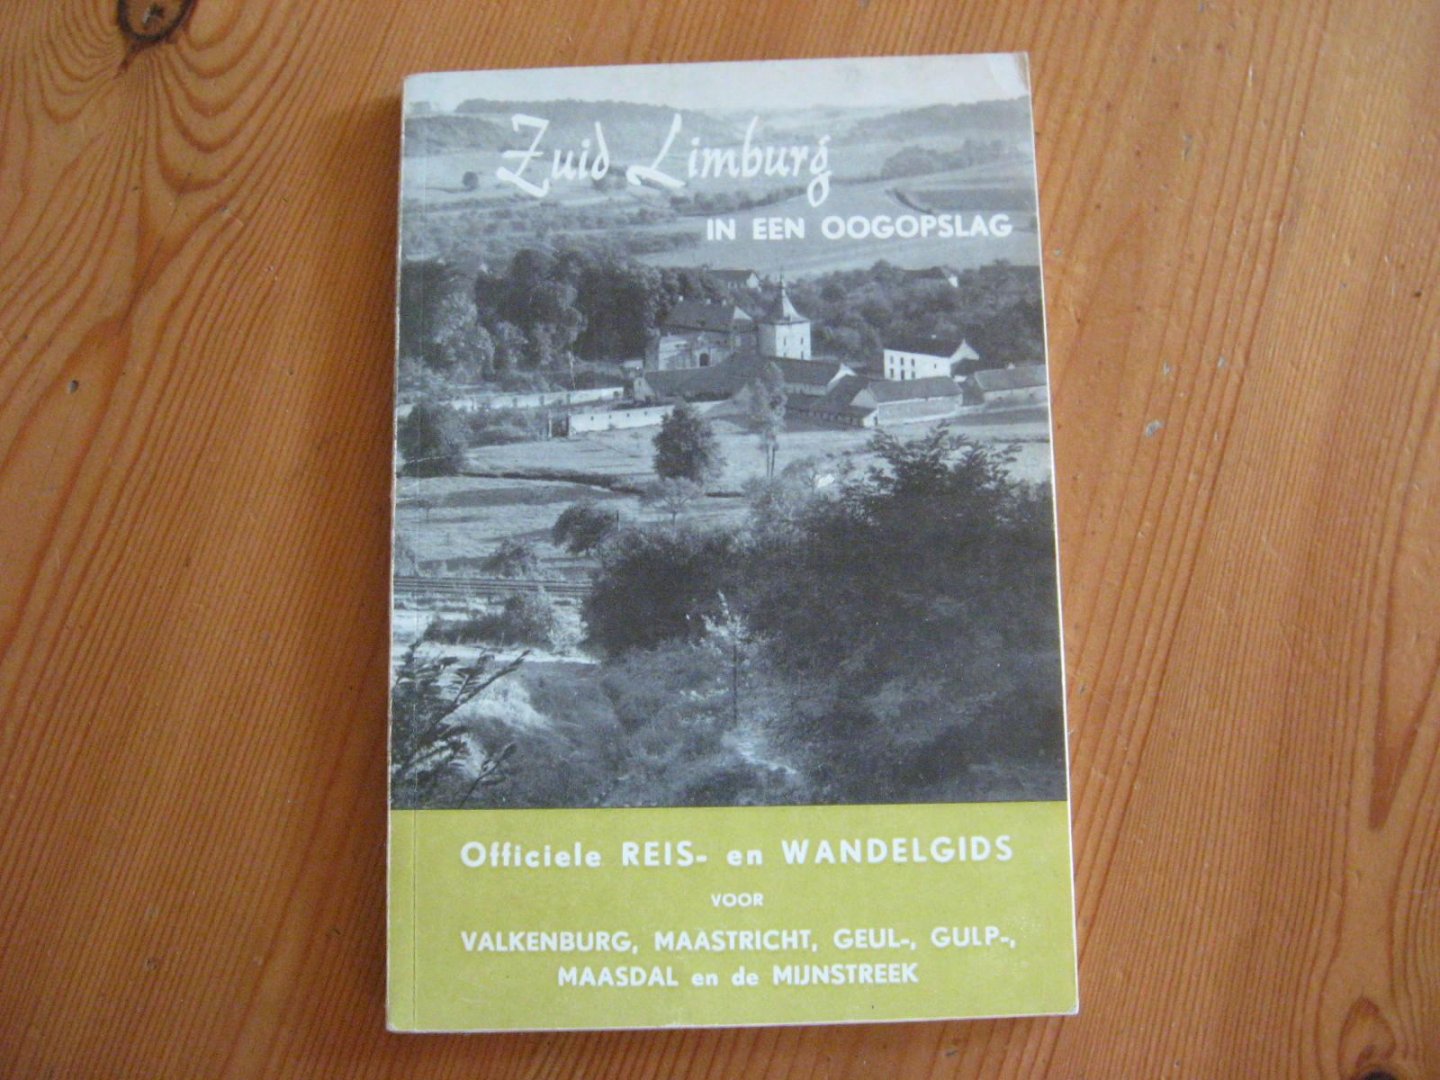 Zuid Limburg
IN EEN OOGOPSLAG
Officiele REIS- en WANDELGIDS
VOOR
VALKENBURG, MAASTRICHT, GEUL-, GULP-,
MAASDAL en de MIJNSTREEK